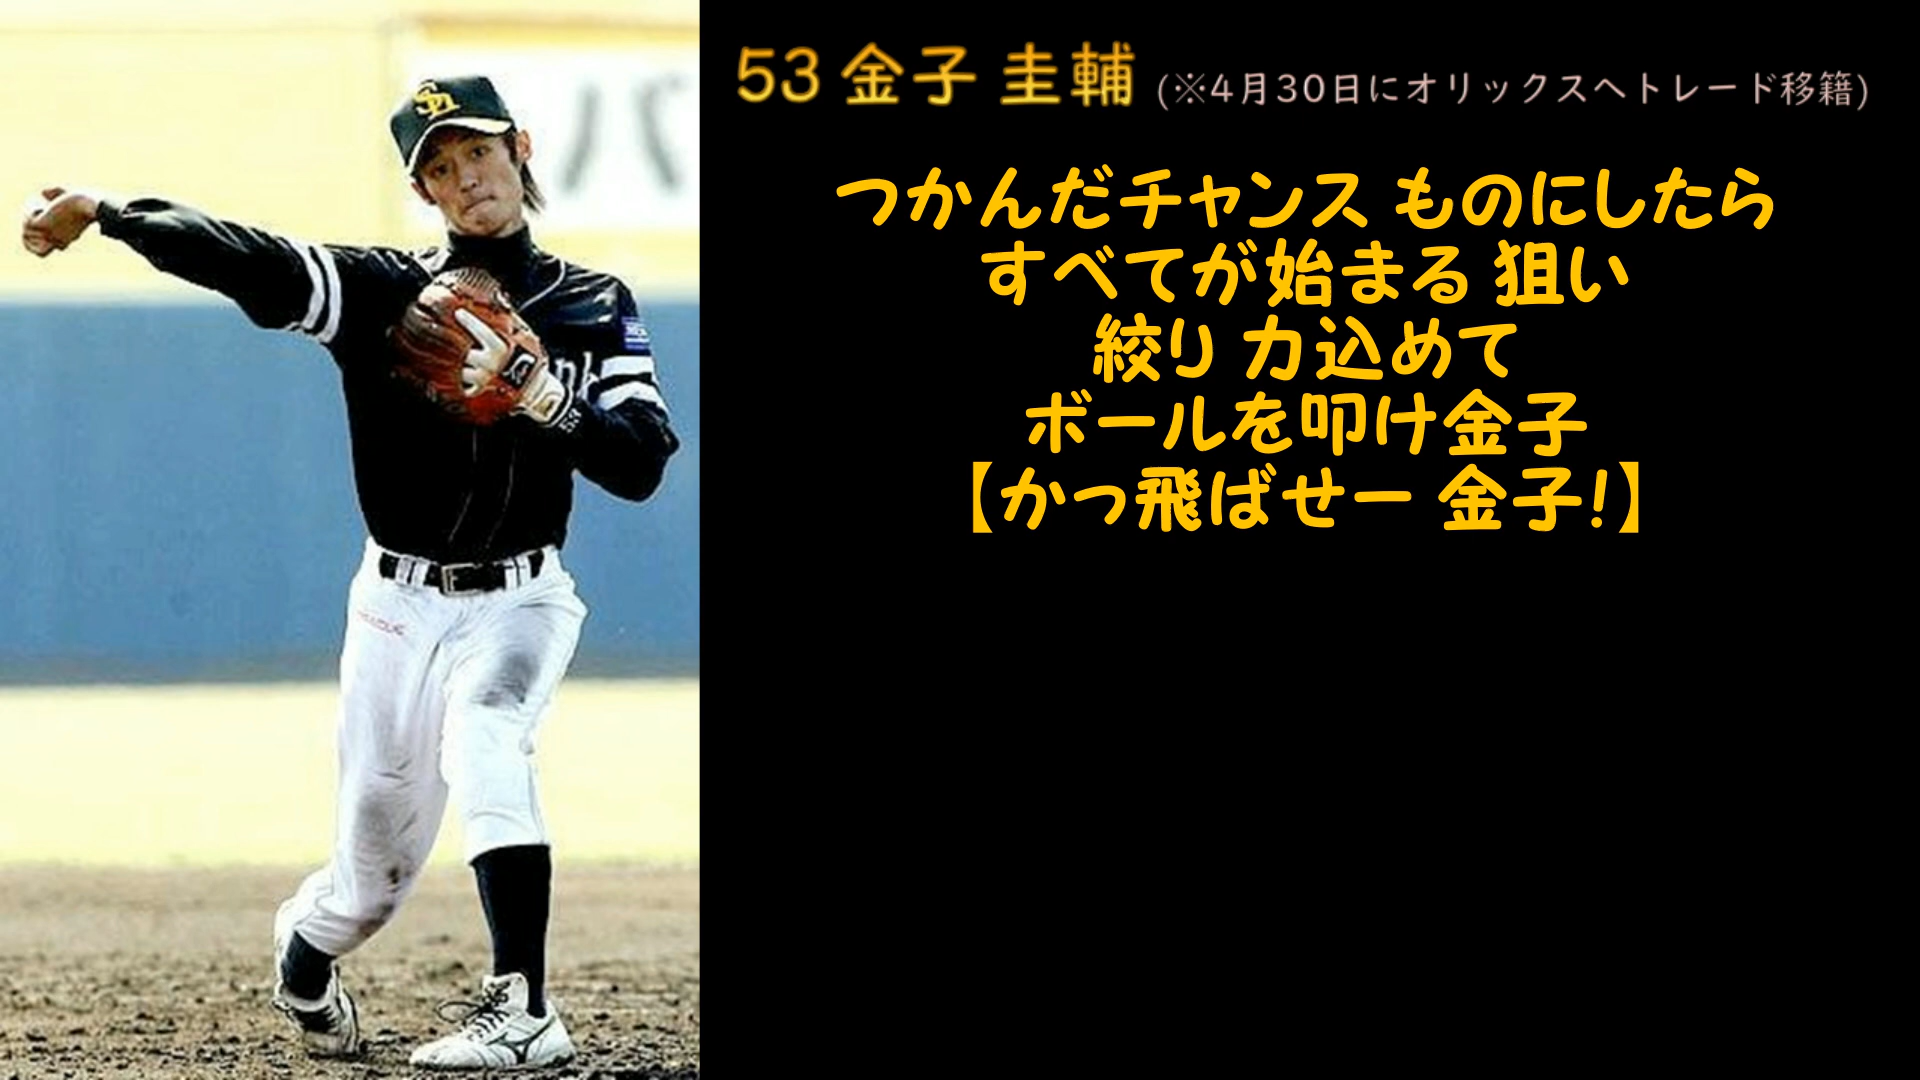 53 金子 圭輔 (※4月30日にオリックスへトレード移籍)
つかんだチャンス ものにしたら
すべてが始まる 狙い
絞り 力込めて
ボールを叩け金子
【かっ飛ばせー 金子!】
パ
53